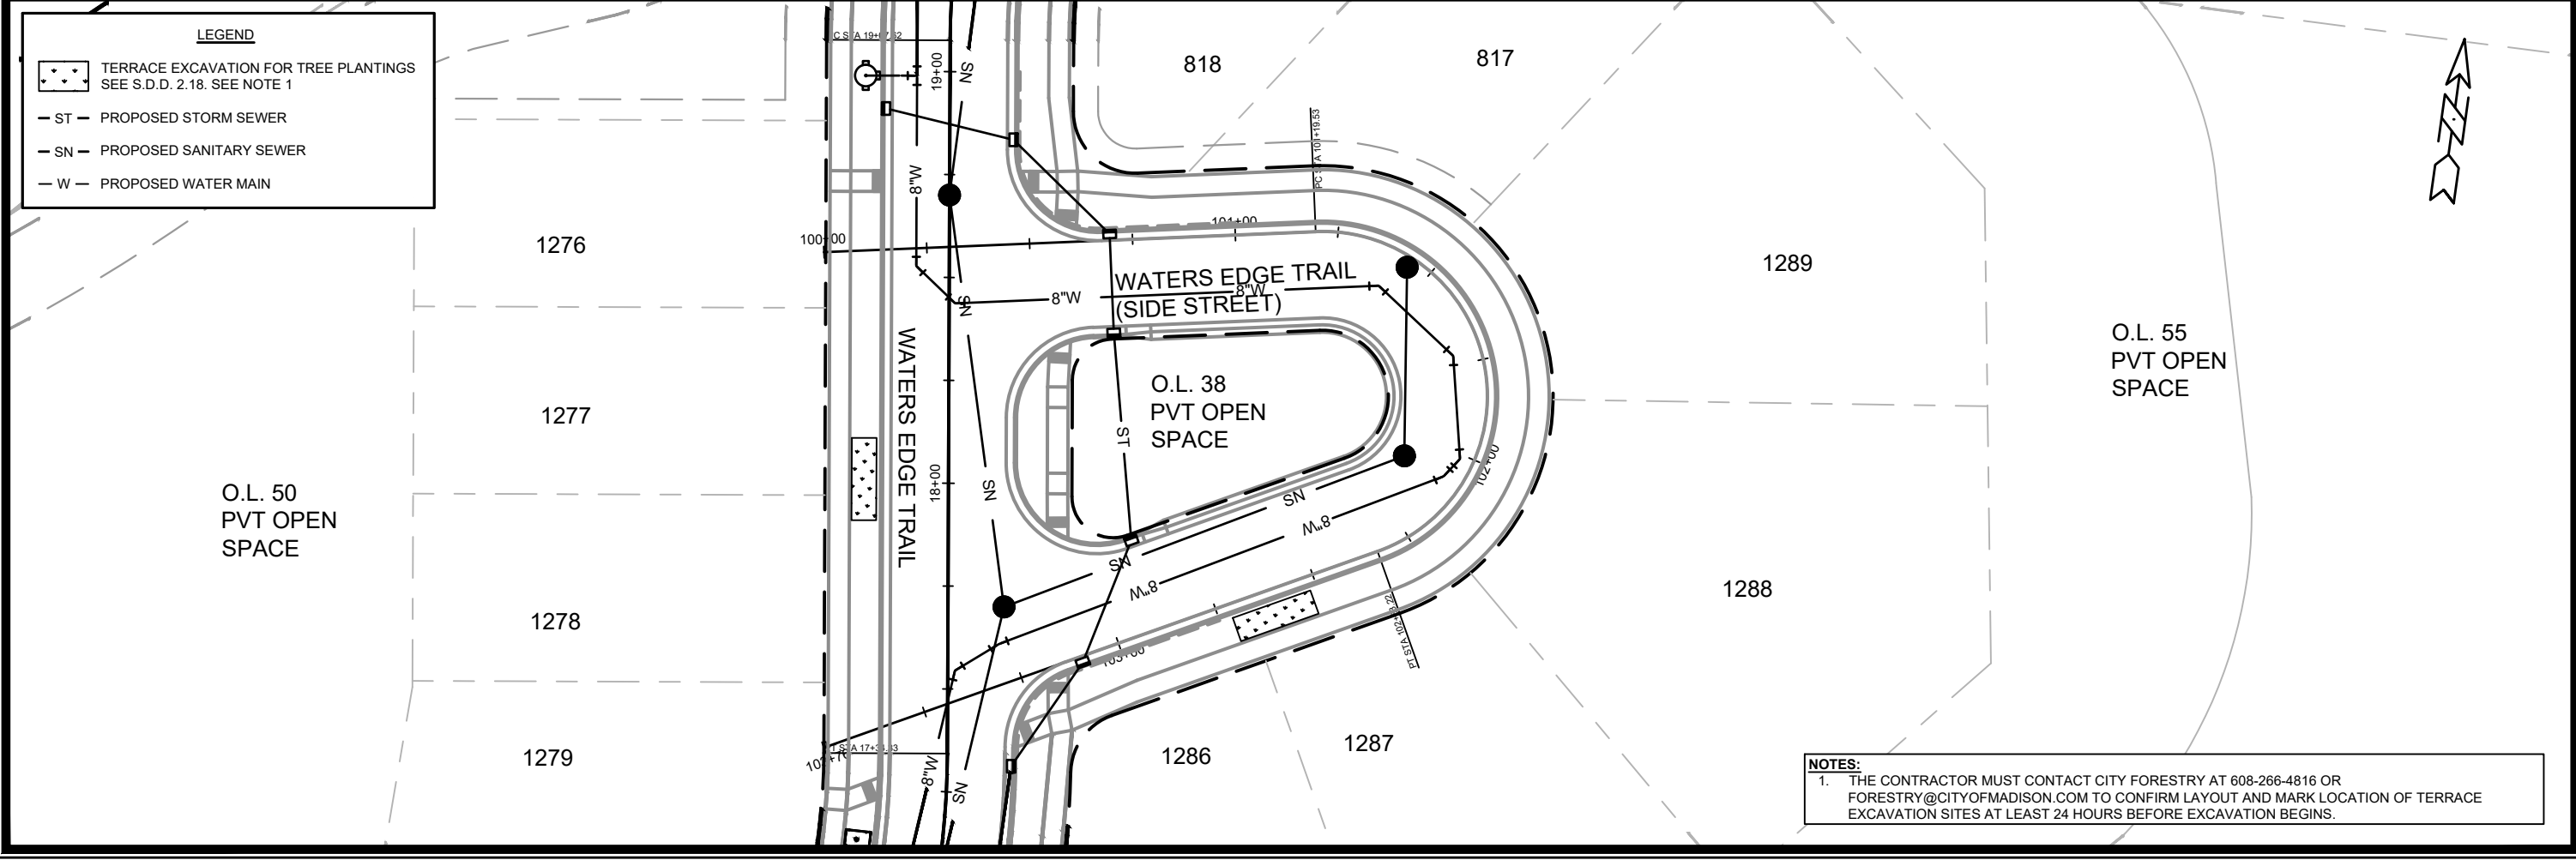 LEGEND
TERRACE EXCAVATION FOR TREE PLANTINGS
SEE S.D.D. 2.18. SEE NOTE 1
ST PROPOSED STORM SEWER
SN PROPOSED SANITARY SEWER
W PROPOSED WATER MAIN
19+00
SN
818
817
8"W
1276
100+00
101+00
WATERS EDGE TRAIL
(SIDE STREET)
8"W
8"W
SN
1289
1277
WATERS EDGE TRAIL
18+00
SN
ST
O.L. 38
PVT OPEN
SPACE
O.L. 55
PVT OPEN
SPACE
O.L. 50
PVT OPEN
SPACE
102+00
SN
8"W
SN
8"W
1278
1288
103+00
1279
8"W
SN
1286
1287
NOTES:
1. THE CONTRACTOR MUST CONTACT CITY FORESTRY AT 608-266-4816 OR
FORESTRY@CITYOFMADISON.COM TO CONFIRM LAYOUT AND MARK LOCATION OF TERRACE
EXCAVATION SITES AT LEAST 24 HOURS BEFORE EXCAVATION BEGINS.